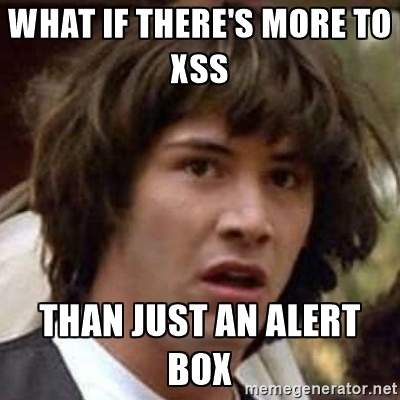 WHAT IF THERE'S MORE TO
XSS
THAN JUST AN ALERT
BOX
memegenerator.net